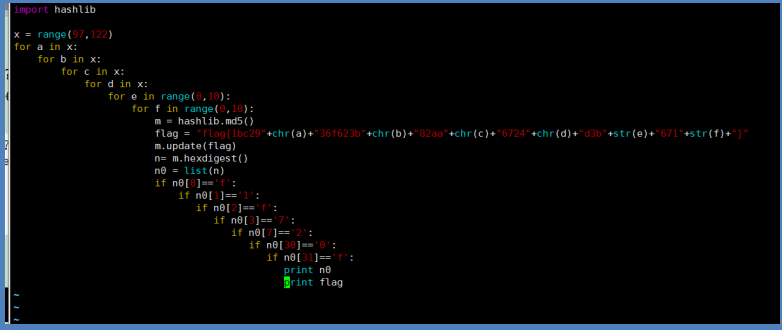 import hashlib
x = range(97,122)
for a in x:
    for b in x:
        for c in x:
            for d in x:
                for e in range(0,10):
                    for f in range(0,10):
                        m = hashlib.md5()
                        flag = "flag{1bc29"+chr(a)+"36f623b"+chr(b)+"82aa"+chr(c)+"6724"+chr(d)+"d3b"+str(e)+"671"+str(f)+"}"
                        m.update(flag)
                        n= m.hexdigest()
                        n0 = list(n)
                        if n0[0]=='f':
                            if n0[1]=='1':
                               if n0[2]=='f':
                                  if n0[3]=='7':
                                     if n0[7]=='2':
                                        if n0[30]=='0':
                                           if n0[31]=='f':
                                              print n0
                                              print flag
~
~
~